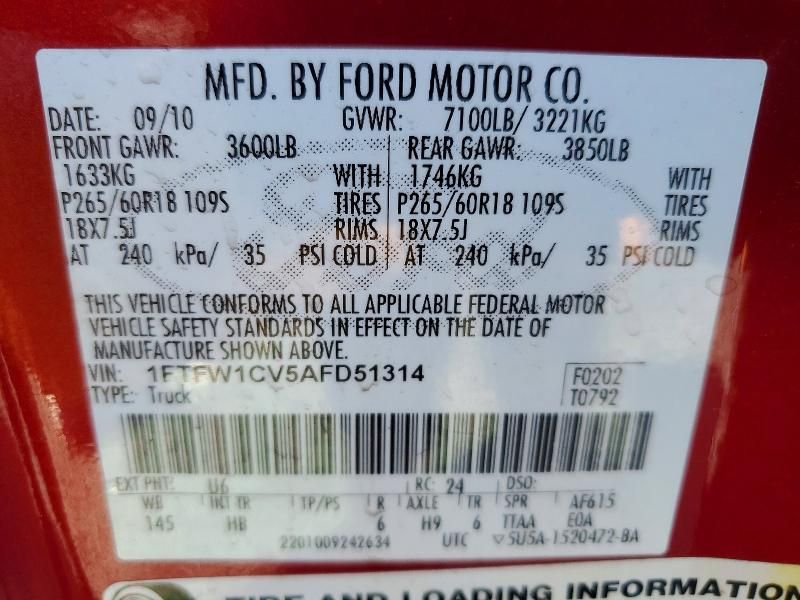 MFD. BY FORD MOTOR CO.
DATE: 09/10 GVWR: 7100LB/ 3221KG
FRONT GAWR: 3600LB REAR GAWR: 3850LB
1633KG WITH 1746KG WITH
P265/60R18 109S TIRES P265/60R18 109S TIRES
18X7.5J RIMS 18X7.5J RIMS
AT 240 kPa/ 35 PSI COLD AT 240 kPa/ 35 PSI COLD
THIS VEHICLE CONFORMS TO ALL APPLICABLE FEDERAL MOTOR
VEHICLE SAFETY STANDARDS IN EFFECT ON THE DATE OF
MANUFACTURE SHOWN ABOVE.
VIN: 1FTFW1CV5AFD51314 F0202
TYPE: Truck T0792
EXT PNT: U6 RC: 24 DSO:
WB INT TR TP/PS R AXLE TR SPR AF615
145 HB 6 H9 6 TTAA E0A
2201009242634 UTC ▽5U5A-1520472-BA
TIRE AND LOADING INFORMATION